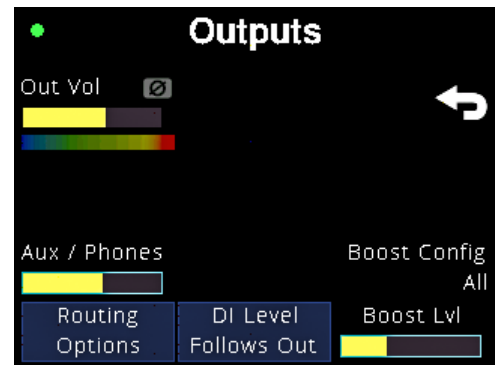 Outputs
Out Vol
Aux / Phones
Boost Config
All
Routing
Options
DI Level
Follows Out
Boost Lvl